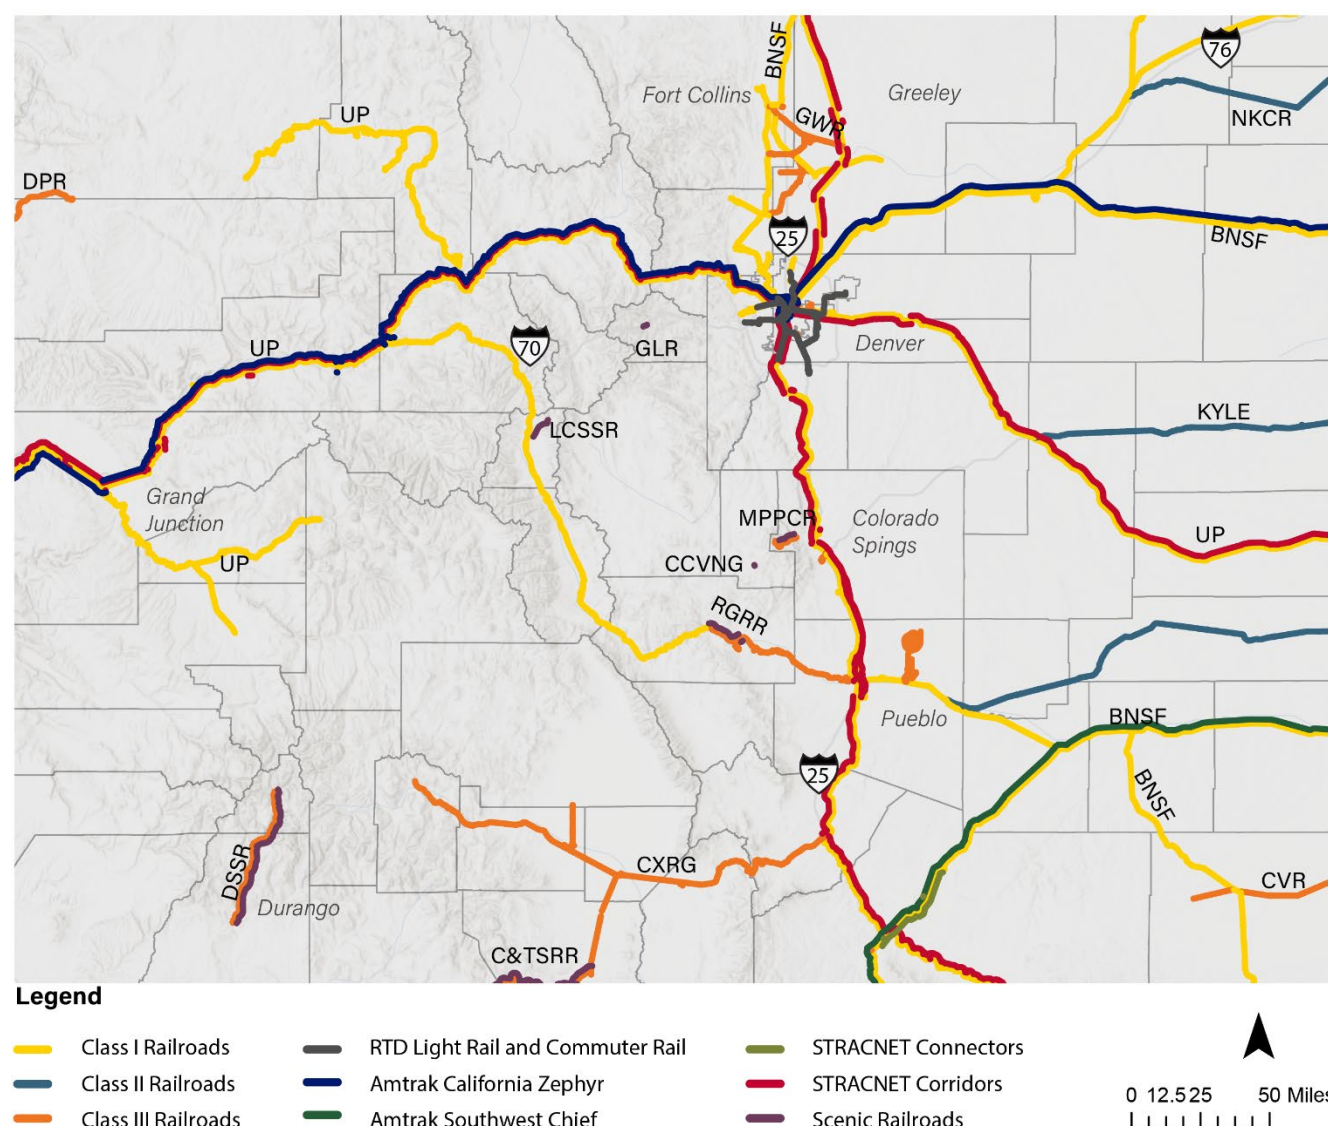 BNSF
76
Fort Collins
Greeley
UP
GWR
NKCR
DPR
25
BNSF
UP
70
GLR
Denver
KYLE
LCSSR
Grand
Junction
MPPCR
Colorado
Spings
UP
UP
CCVNG
RGRR
Pueblo
BNSF
25
BNSF
DSSR
CXRG
CVR
Durango
C&TSRR
Legend
Class I Railroads
RTD Light Rail and Commuter Rail
STRACNET Connectors
Class II Railroads
Amtrak California Zephyr
STRACNET Corridors
0 12.5 25 50 Miles
Class III Railroads
Amtrak Southwest Chief
Scenic Railroads